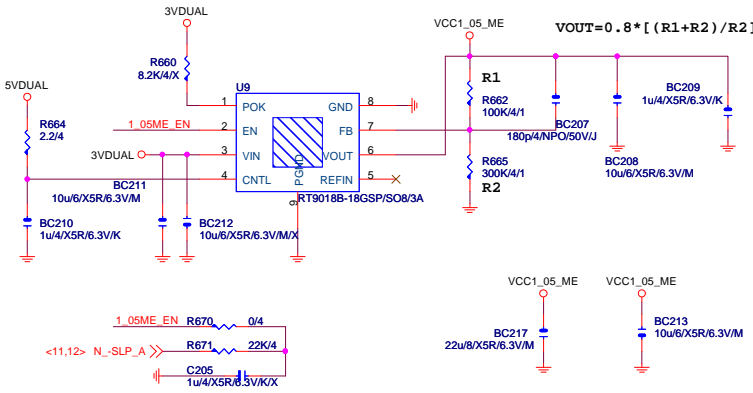 3VDUAL
VCC1_05_ME
VOUT=0.8*[(R1+R2)/R2]
R660
8.2K/4/X
5VDUAL
U9
R1
BC209
1u/4/X5R/6.3V/K
1
POK
GND
8
R662
100K/4/1
R664
2.2/4
1_05ME_EN
2
EN
FB
7
BC207
180p/4/NPO/50V/J
3VDUAL
3
VIN
VOUT
6
R665
300K/4/1
BC208
10u/6/X5R/6.3V/M
4
CNTL
PGND
REFIN
5
R2
BC211
10u/6/X5R/6.3V/M
9
RT9018B-18GSP/SO8/3A
BC210
1u/4/X5R/6.3V/K
BC212
10u/6/X5R/6.3V/M/X
VCC1_05_ME
VCC1_05_ME
1_05ME_EN
R670
0/4
BC217
22u/8/X5R/6.3V/M
BC213
10u/6/X5R/6.3V/M
<11,12>
N_-SLP_A
R671
22K/4
C205
1u/4/X5R/6.3V/K/X